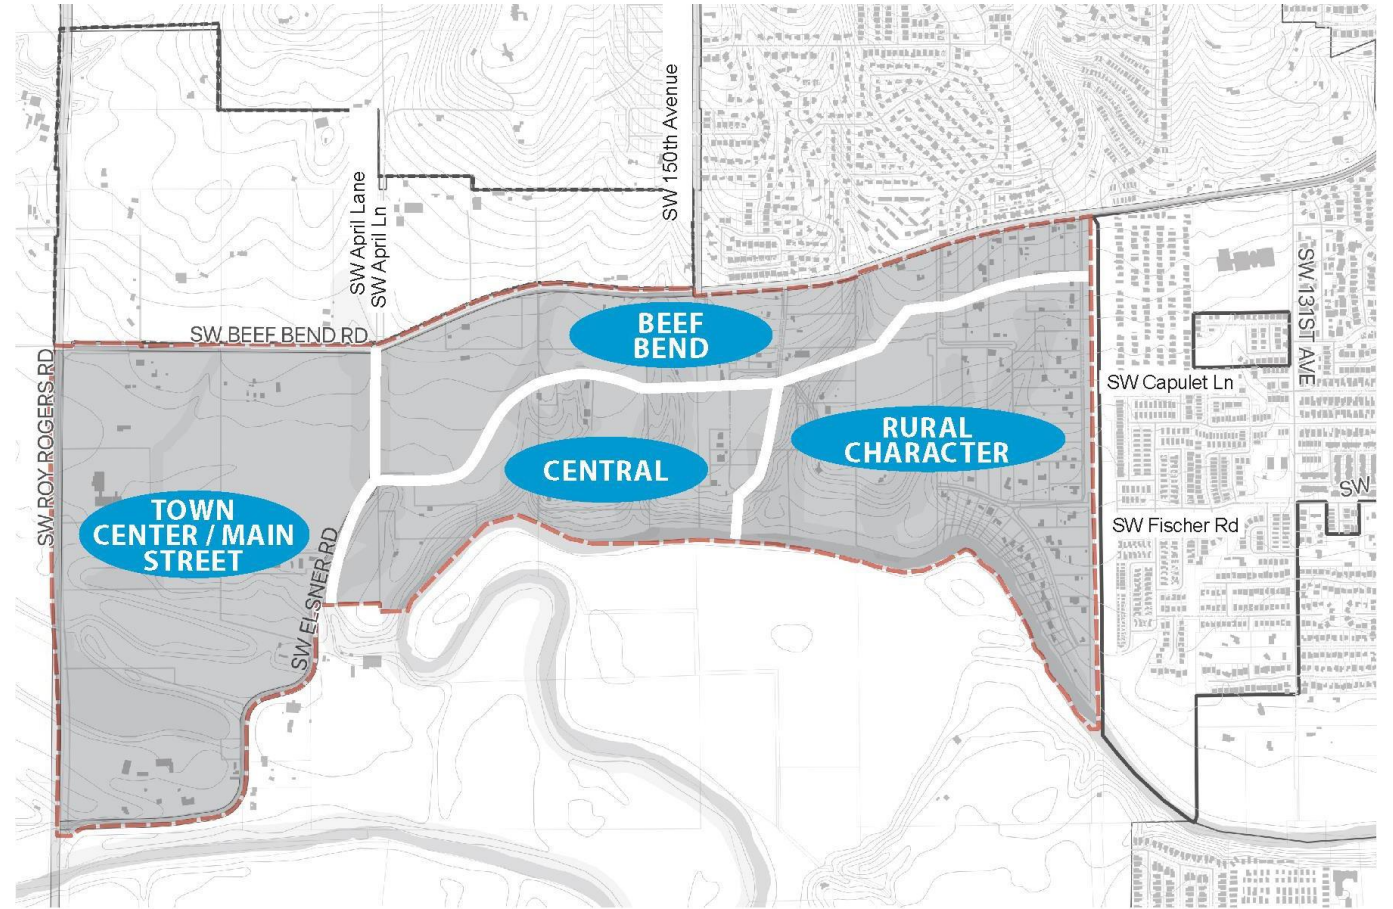 SW 150th Avenue
SW April Lane
SW April Ln
SW BEEF BEND RD
SW ROY ROGERS RD
SW 131ST AVE
BEEF
BEND
SW Capulet Ln
RURAL
CHARACTER
CENTRAL
TOWN
CENTER / MAIN
STREET
SW
SW Fischer Rd
SW ELSNER RD